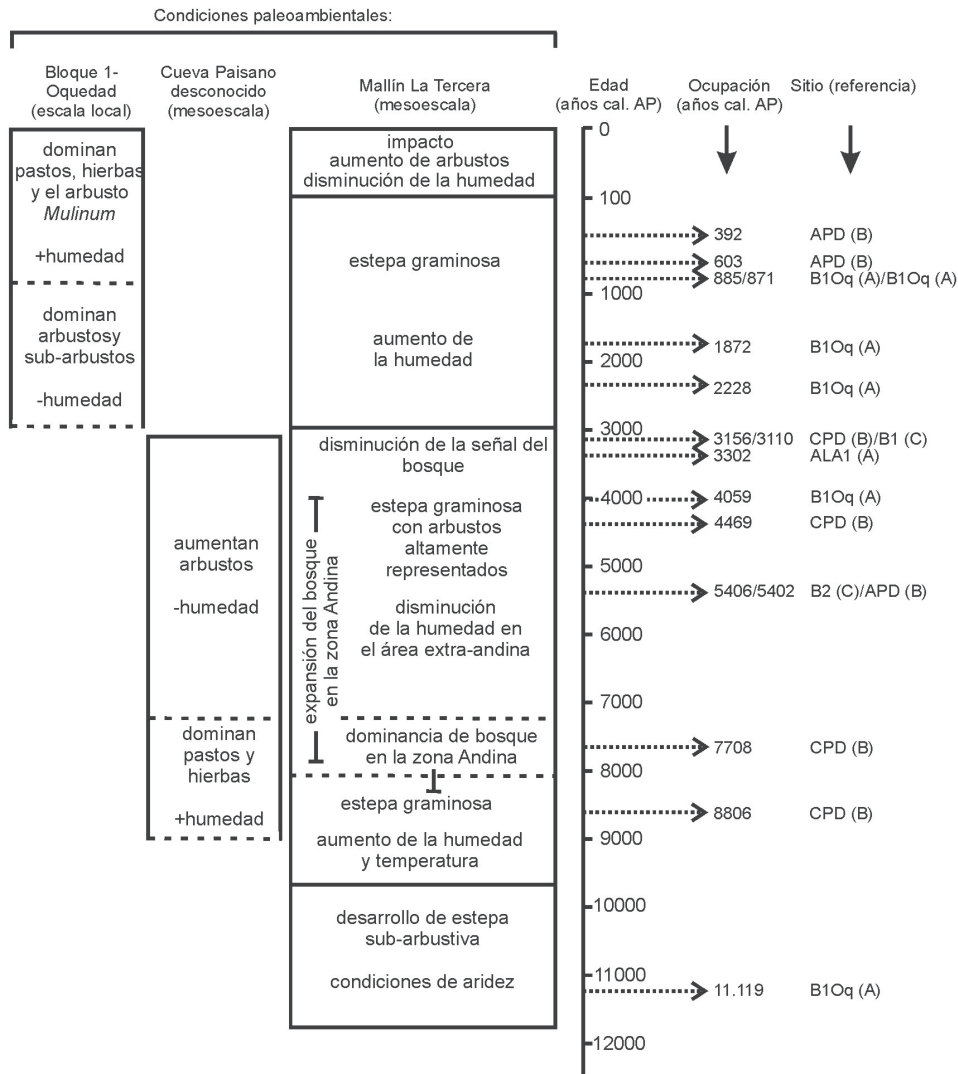 Condiciones paleoambientales:
Bloque 1-
Oquedad
(escala local)
Cueva Paisano
desconocido
(mesoescala)
Mallín La Tercera
(mesoescala)
Edad
(años cal. AP)
Ocupación
(años cal. AP)
Sitio (referencia)
dominan
pastos, hierbas
y el arbusto
Mulinum
+humedad
dominan
arbustosy
sub-arbustos
-humedad
aumentan
arbustos
-humedad
dominan
pastos y
hierbas
+humedad
impacto
aumento de arbustos
disminución de la humedad
estepa graminosa
aumento de
la humedad
disminución de la señal del
bosque
expansión del bosque
en la zona Andina
estepa graminosa
con arbustos
altamente
representados
disminución
de la humedad en
el área extra-andina
dominancia de bosque
en la zona Andina
estepa graminosa
aumento de la humedad
y temperatura
desarrollo de estepa
sub-arbustiva
condiciones de aridez
0
100
1000
2000
3000
4000
5000
6000
7000
8000
9000
10000
11000
12000
392 APD (B)
603 APD (B)
885/871 B1Oq (A)/B1Oq (A)
1872 B1Oq (A)
2228 B1Oq (A)
3156/3110 CPD (B)/B1 (C)
3302 ALA1 (A)
4059 B1Oq (A)
4469 CPD (B)
5406/5402 B2 (C)/APD (B)
7708 CPD (B)
8806 CPD (B)
11.119 B1Oq (A)